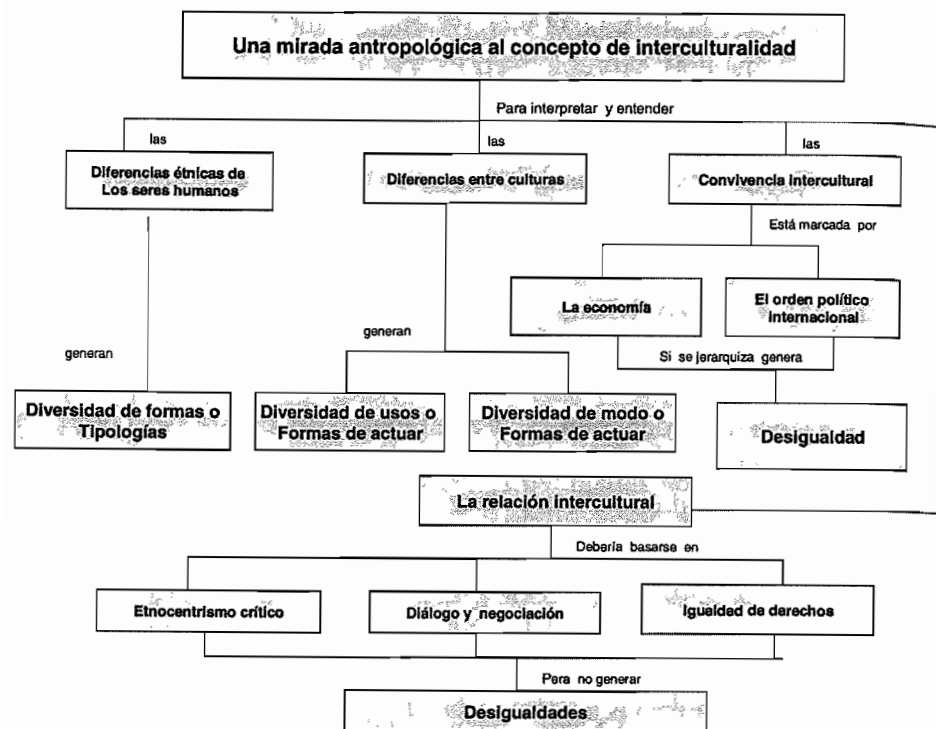 Una mirada antropológica al concepto de interculturalidad
Para interpretar y entender
las
las
las
Diferencias étnicas de
Los seres humanos
Diferencias entre culturas
Convivencia intercultural
Está marcada por
La economía
El orden político
internacional
generan
generan
Si se jerarquiza genera
Diversidad de formas o
Tipologías
Diversidad de usos o
Formas de actuar
Diversidad de modo o
Formas de actuar
Desigualdad
La relación intercultural
Debería basarse en
Etnocentrismo crítico
Diálogo y negociación
Igualdad de derechos
Para no generar
Desigualdades